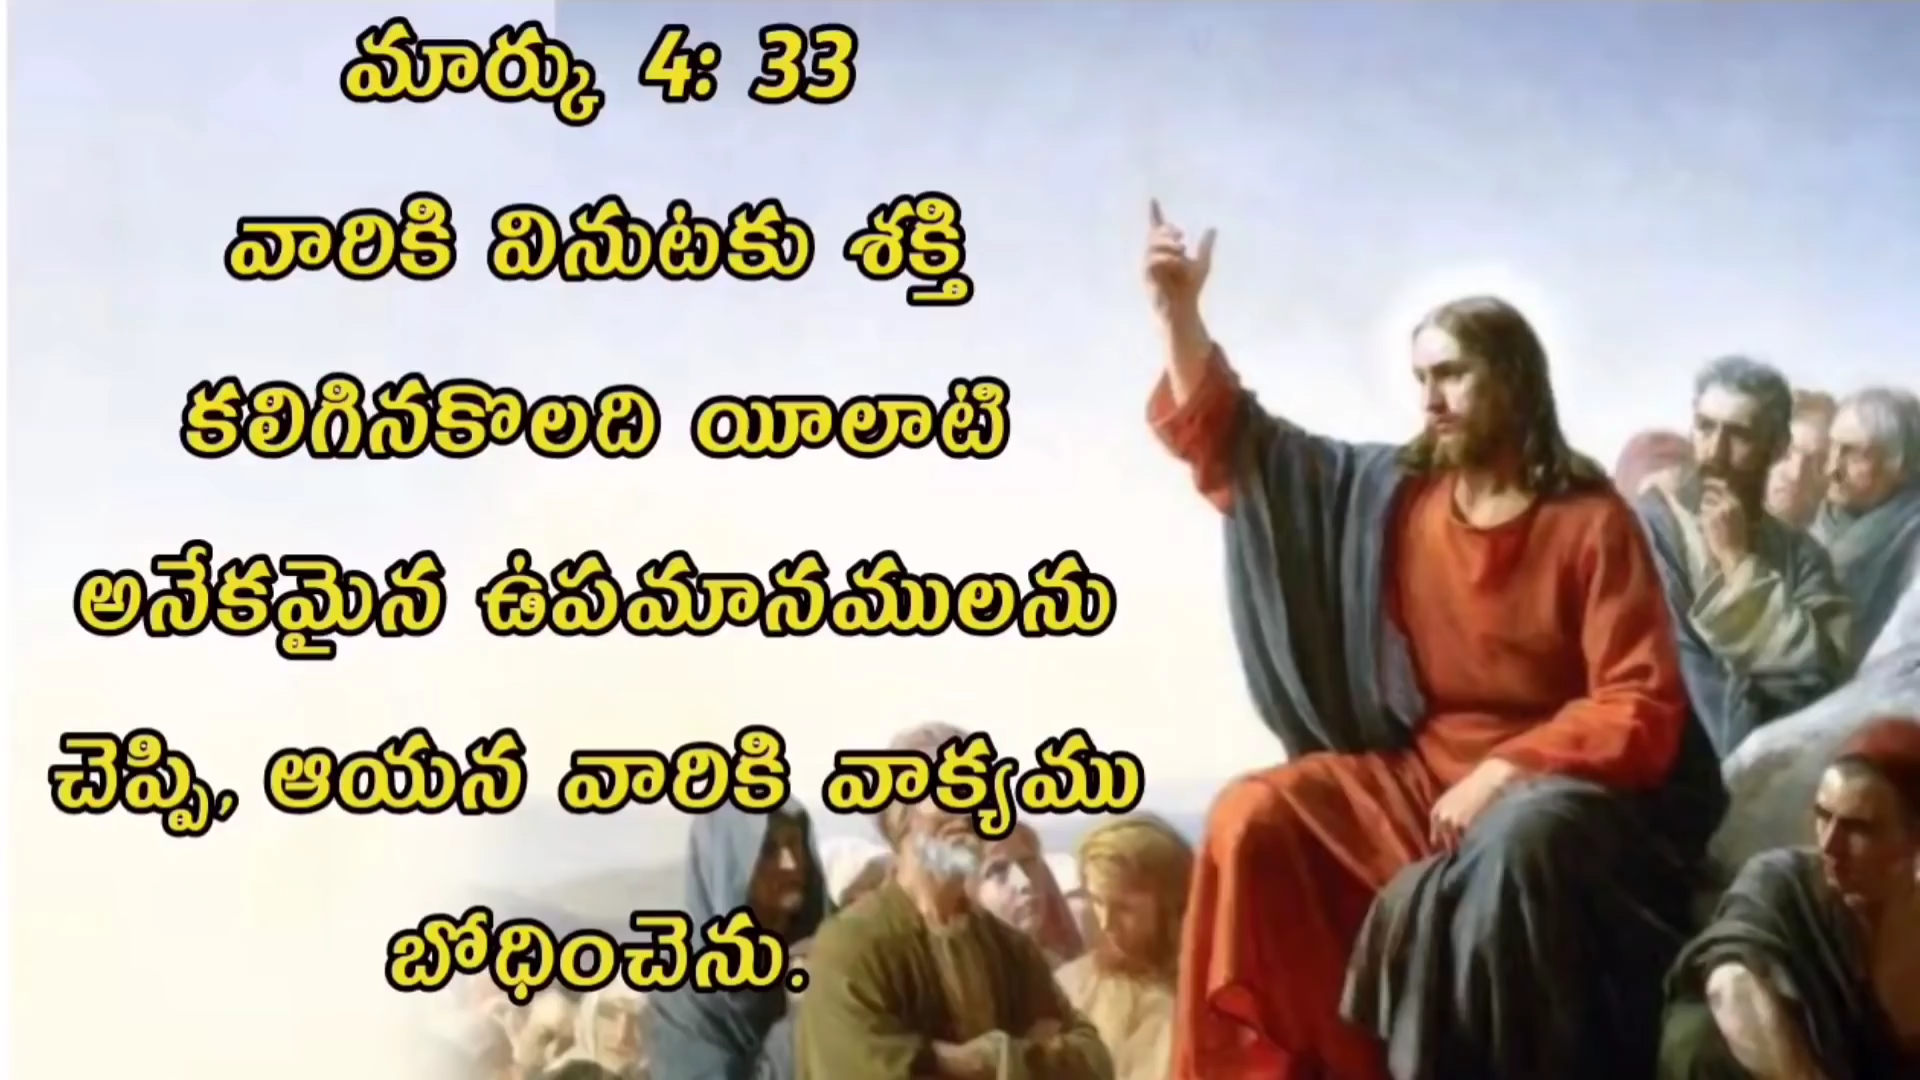 మార్కు 4: 33
వారికి వినుటకు శక్తి
కలిగినకొలది యీలాటి
అనేకమైన ఉపమానములను
చెప్పి, ఆయన వారికి వాక్యము
బోధించెను.